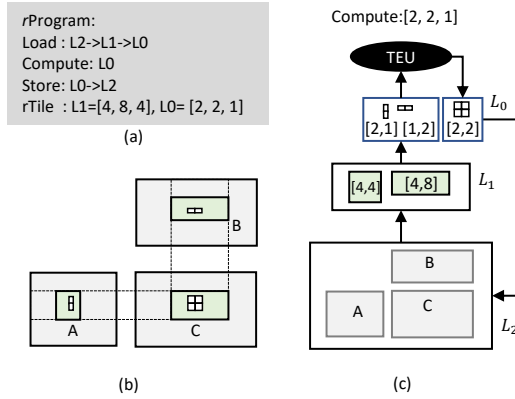 rProgram:
Load : L2->L1->L0
Compute: L0
Store: L0->L2
rTile : L1=[4, 8, 4], L0= [2, 2, 1]
(a)
B
A
C
(b)
Compute:[2, 2, 1]
TEU
L₀
[2,1] [1,2] [2,2]
[4,4] [4,8] L₁
B
A
C
L₂
(c)